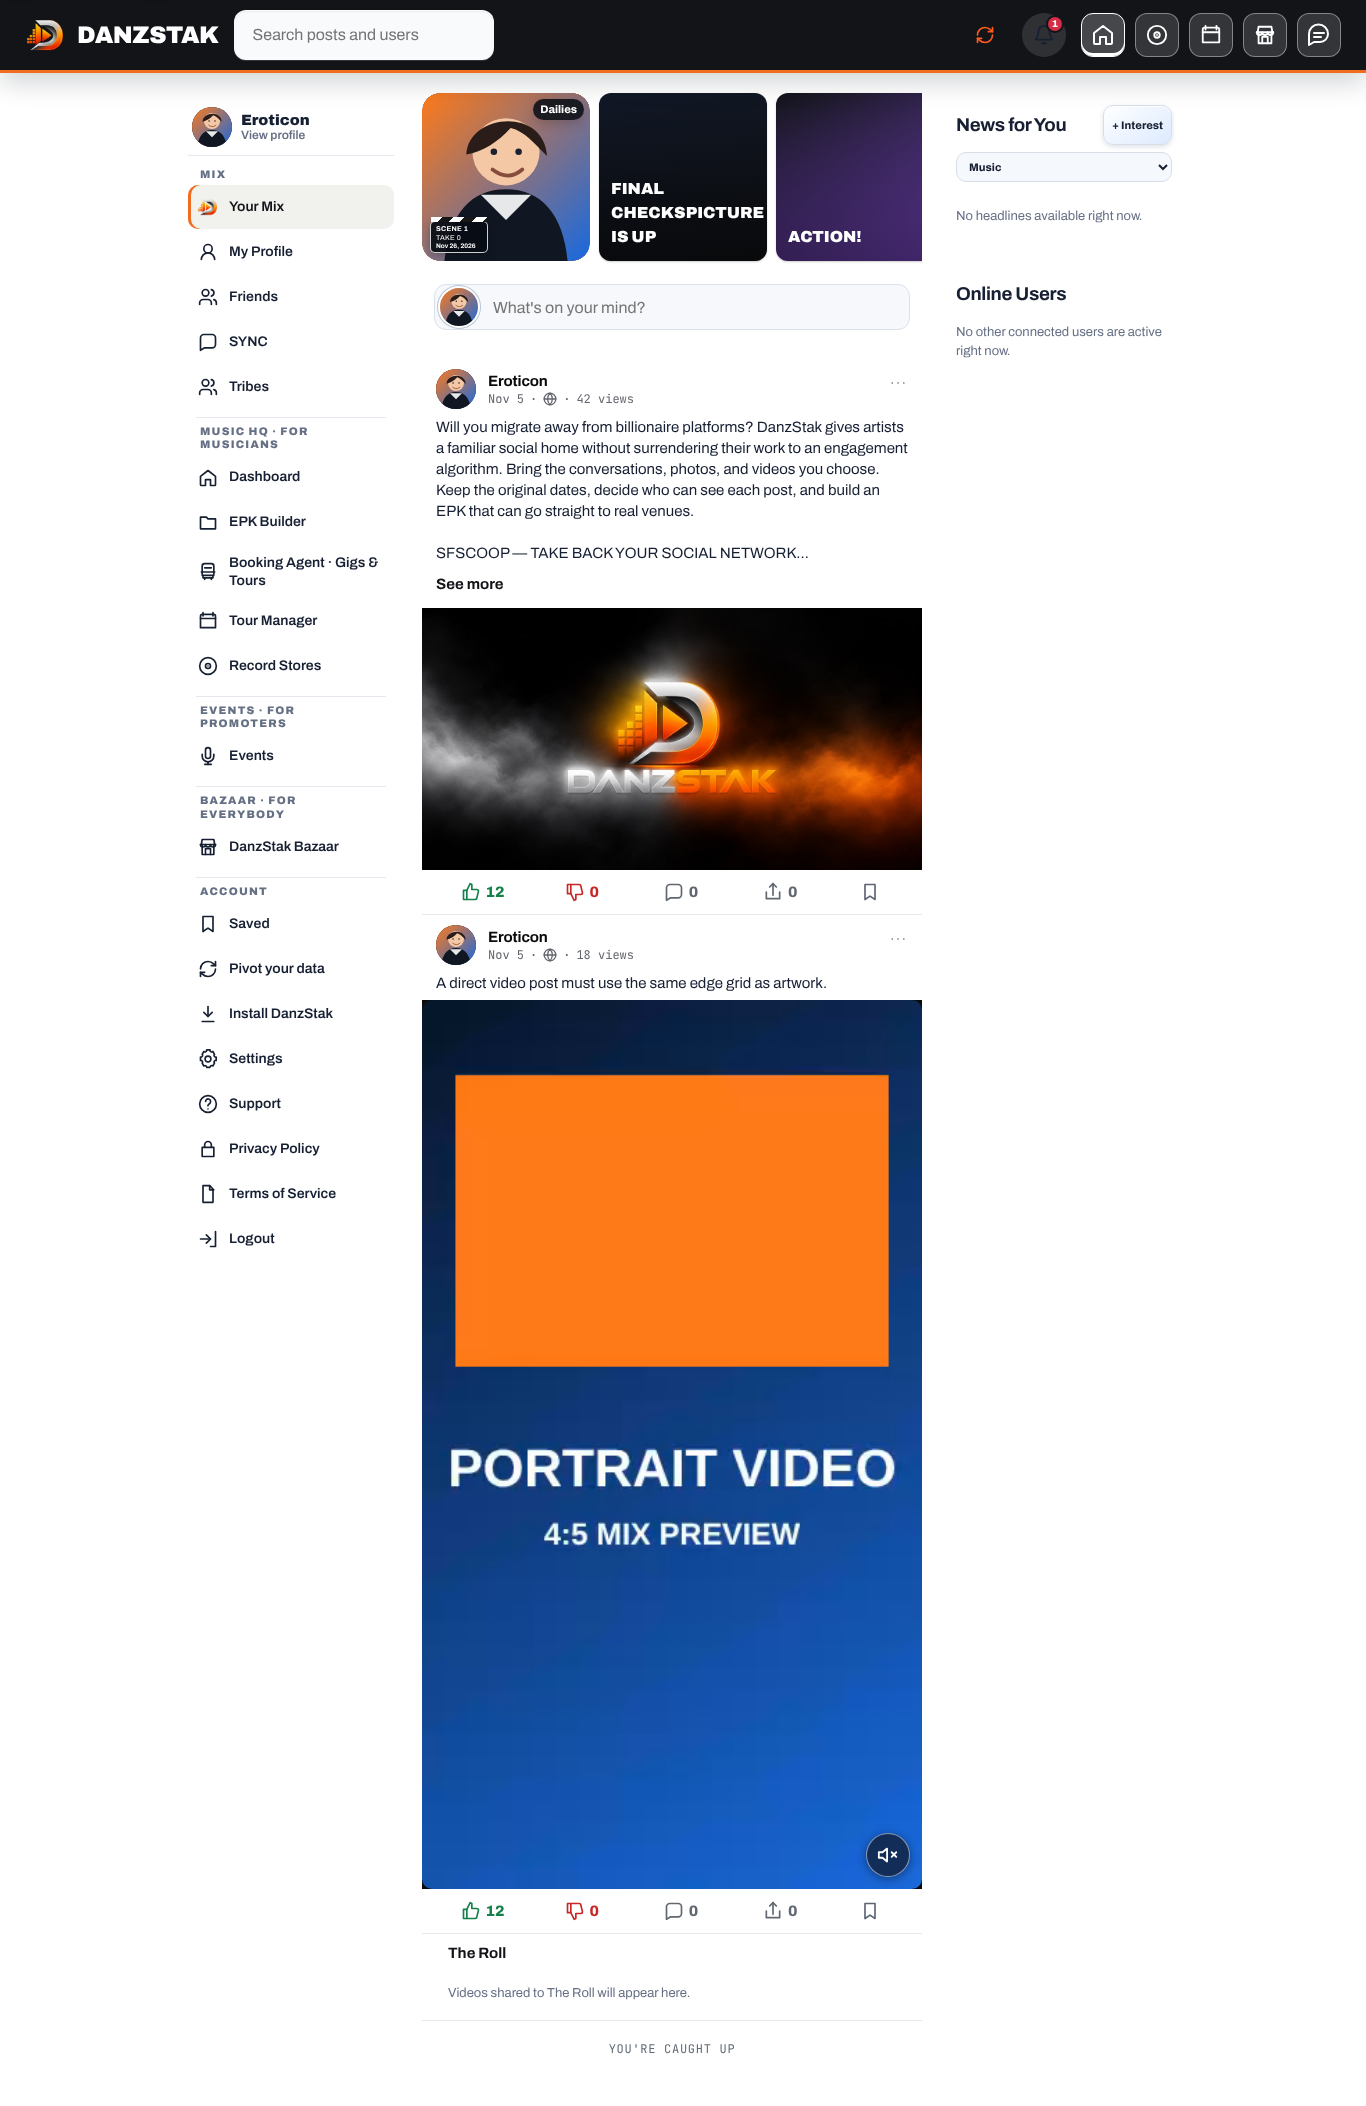 DANZSTAK
Search posts and users
1
Eroticon
View profile
MIX
Your Mix
My Profile
Friends
SYNC
Tribes
MUSIC HQ · FOR
MUSICIANS
Dashboard
EPK Builder
Booking Agent · Gigs &
Tours
Tour Manager
Record Stores
EVENTS · FOR
PROMOTERS
Events
BAZAAR · FOR
EVERYBODY
DanzStak Bazaar
ACCOUNT
Saved
Pivot your data
Install DanzStak
Settings
Support
Privacy Policy
Terms of Service
Logout
Dailies
SCENE 1
TAKE 0
Nov 26, 2026
FINAL
CHECKSPICTURE
IS UP
ACTION!
What's on your mind?
Eroticon
Nov 5 · · 42 views
...
Will you migrate away from billionaire platforms? DanzStak gives artists
a familiar social home without surrendering their work to an engagement
algorithm. Bring the conversations, photos, and videos you choose.
Keep the original dates, decide who can see each post, and build an
EPK that can go straight to real venues.
SFSCOOP — TAKE BACK YOUR SOCIAL NETWORK...
See more
DANZSTAK
12 0 0 0
Eroticon
Nov 5 · · 18 views
...
A direct video post must use the same edge grid as artwork.
PORTRAIT VIDEO
4:5 MIX PREVIEW
12 0 0 0
The Roll
Videos shared to The Roll will appear here.
YOU'RE CAUGHT UP
News for You
+ Interest
Music
No headlines available right now.
Online Users
No other connected users are active
right now.